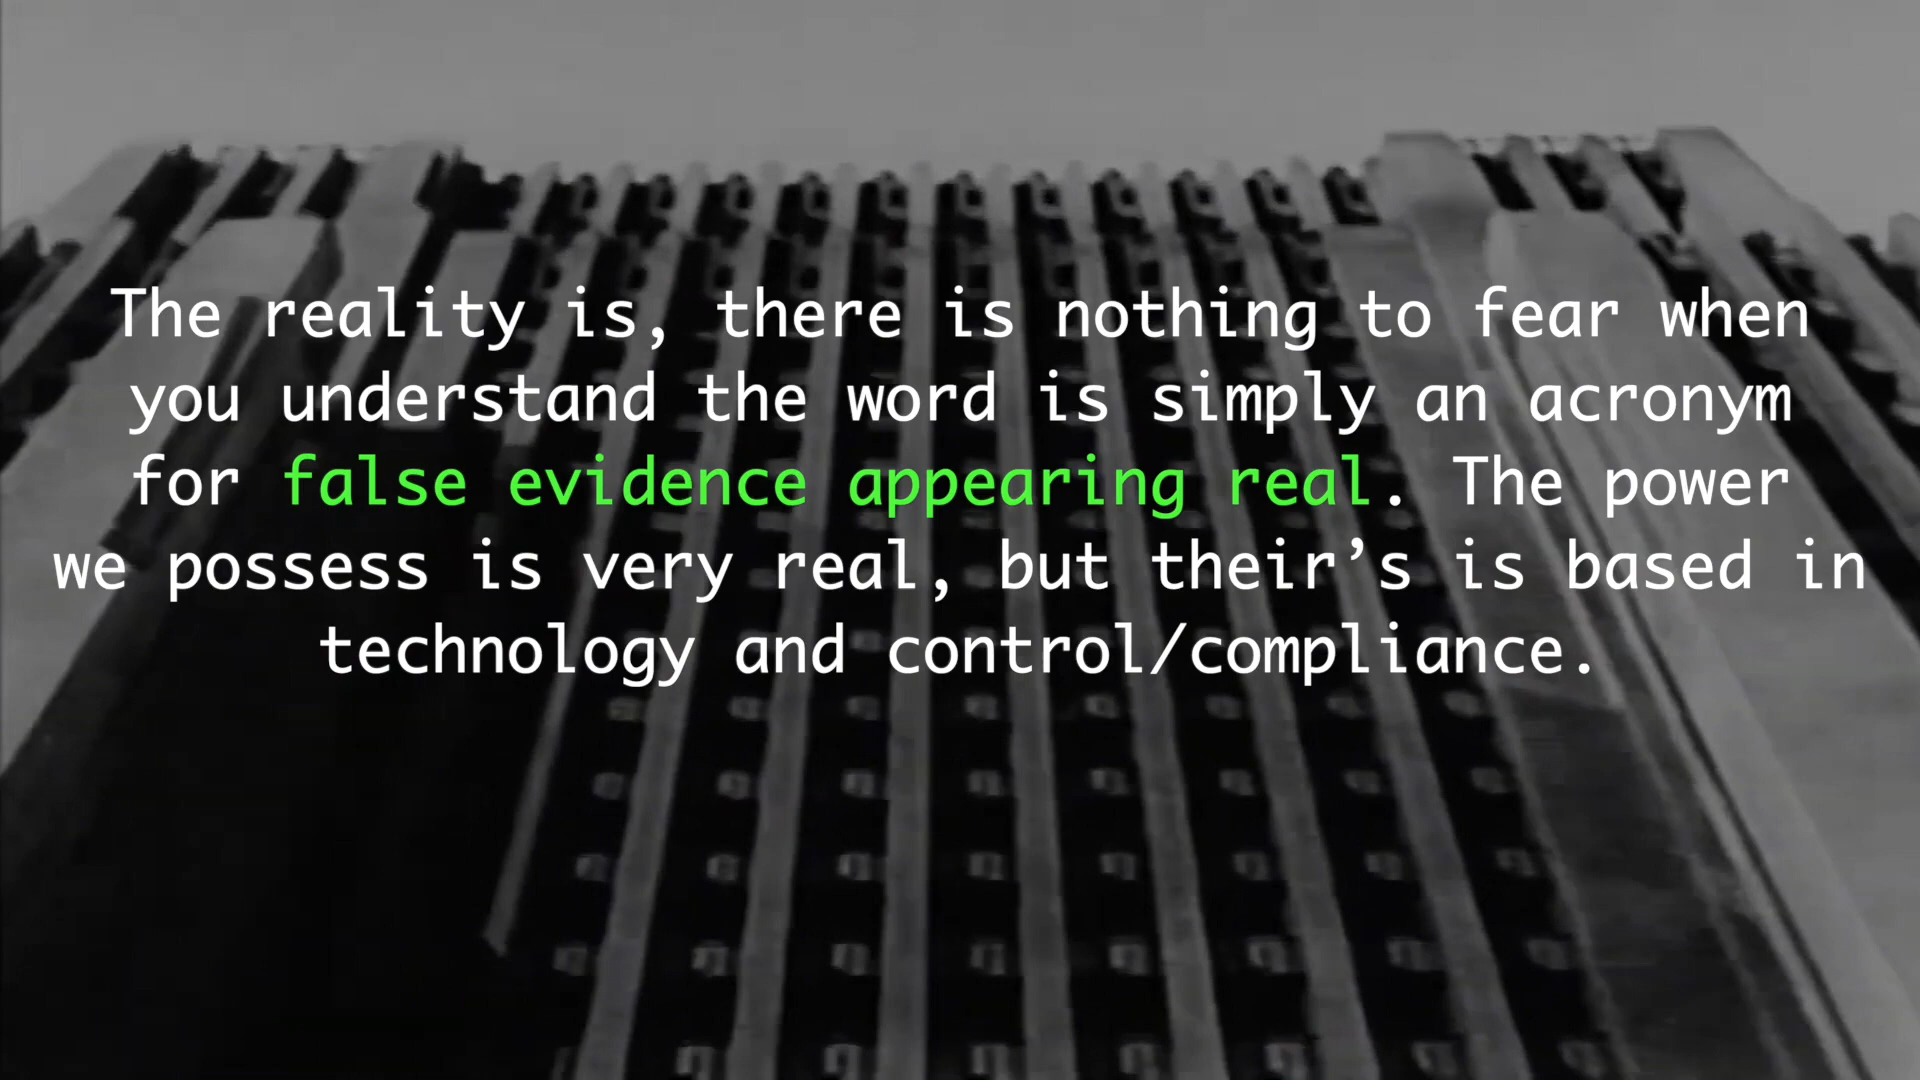 The reality is, there is nothing to fear when
you understand the word is simply an acronym
for false evidence appearing real. The power
we possess is very real, but their’s is based in
technology and control/compliance.